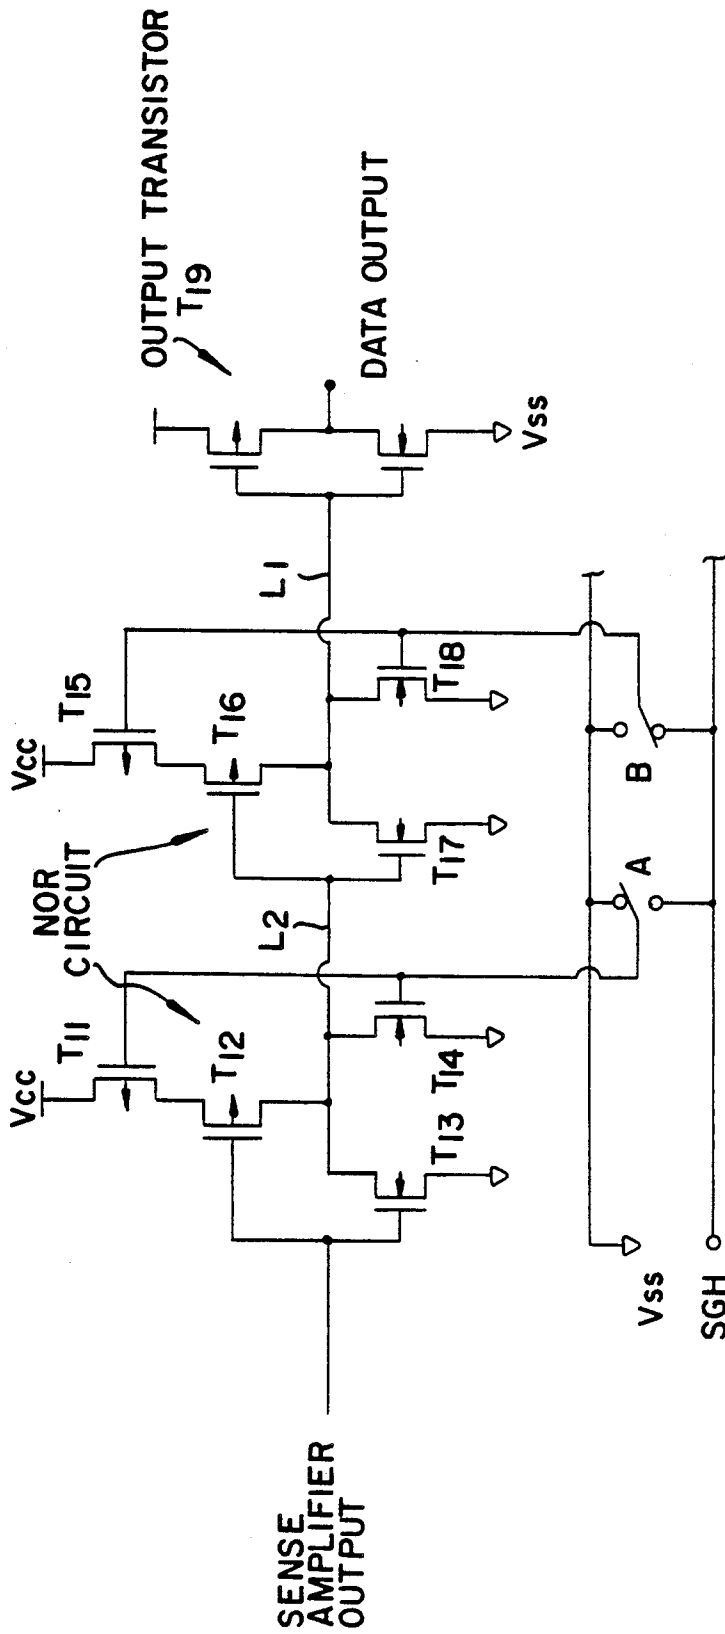 OUTPUT TRANSISTOR
T19
DATA OUTPUT
Vss
L1
Vcc
T15
T16
T18
T17
NOR
CIRCUIT
L2
Vcc
T11
T12
T14
T13
B
A
Vss
SGH
SENSE
AMPLIFIER
OUTPUT